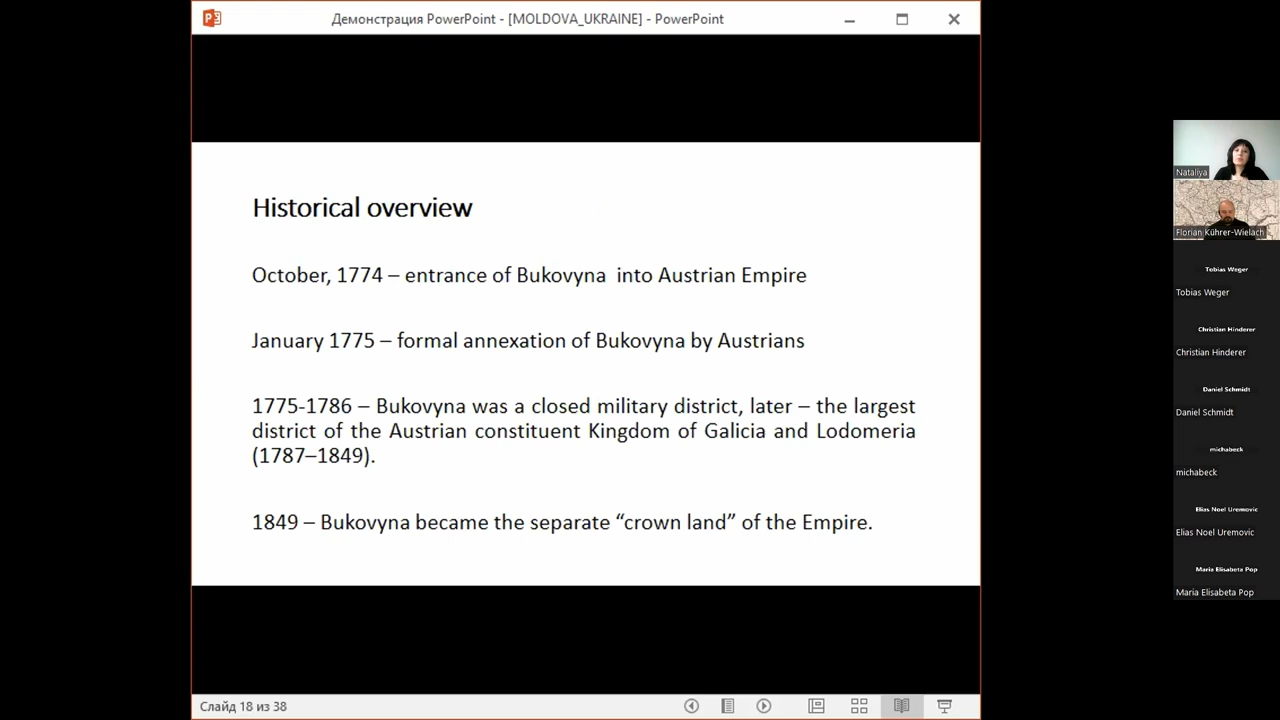 Демонстрация PowerPoint - [MOLDOVA_UKRAINE] - PowerPoint
Historical overview
October, 1774 – entrance of Bukovyna  into Austrian Empire
January 1775 – formal annexation of Bukovyna by Austrians
1775-1786 – Bukovyna was a closed military district, later – the largest
district of the Austrian constituent Kingdom of Galicia and Lodomeria
(1787–1849).
1849 – Bukovyna became the separate “crown land” of the Empire.
Слайд 18 из 38
Nataliya
Florian Kührer-Wielach
Tobias Weger
Tobias Weger
Christian Hinderer
Christian Hinderer
Daniel Schmidt
Daniel Schmidt
michabeck
michabeck
Elias Noel Uremovic
Elias Noel Uremovic
Maria Elisabeta Pop
Maria Elisabeta Pop